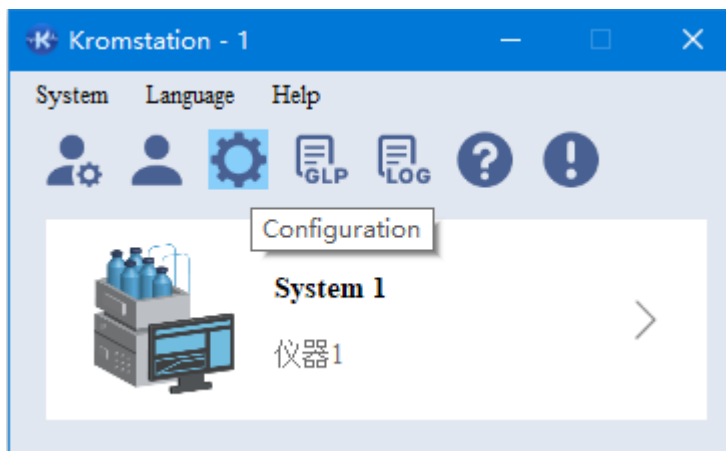 Kromstation - 1
System Language Help
GLP LOG
Configuration
System 1
仪器1